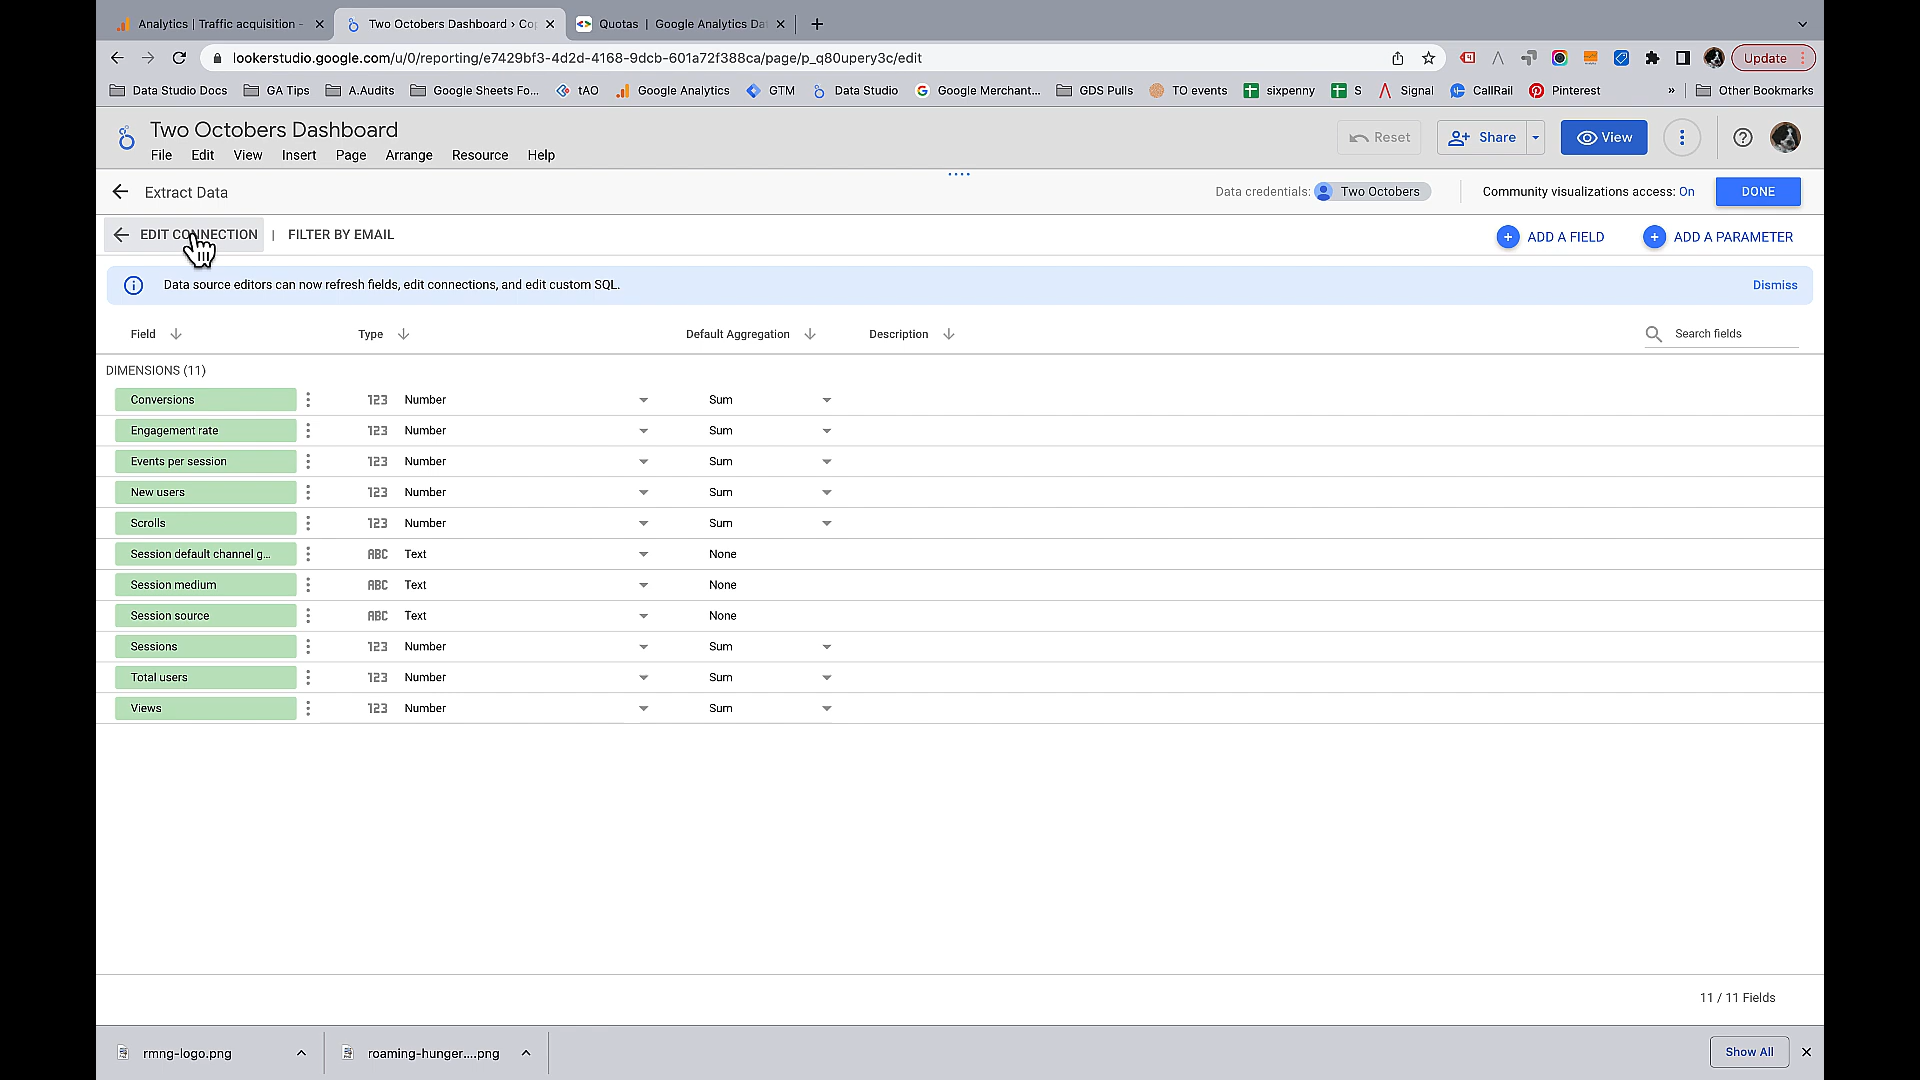 Analytics | Traffic acquisition -
Two Octobers Dashboard › Cop
Quotas | Google Analytics Dat
lookerstudio.google.com/u/0/reporting/e7429bf3-4d2d-4168-9dcb-601a72f388ca/page/p_q80upery3c/edit
Update
Data Studio Docs
GA Tips
A.Audits
Google Sheets Fo...
tAO
Google Analytics
GTM
Data Studio
Google Merchant...
GDS Pulls
TO events
sixpenny
S
Signal
CallRail
Pinterest
»
Other Bookmarks
Two Octobers Dashboard
File Edit View Insert Page Arrange Resource Help
Reset
Share
View
Extract Data
Data credentials: Two Octobers
Community visualizations access: On
DONE
EDIT CONNECTION | FILTER BY EMAIL
ADD A FIELD
ADD A PARAMETER
Data source editors can now refresh fields, edit connections, and edit custom SQL.
Dismiss
Field Type Default Aggregation Description
Search fields
DIMENSIONS (11)
Conversions 123 Number Sum
Engagement rate 123 Number Sum
Events per session 123 Number Sum
New users 123 Number Sum
Scrolls 123 Number Sum
Session default channel g... ABC Text None
Session medium ABC Text None
Session source ABC Text None
Sessions 123 Number Sum
Total users 123 Number Sum
Views 123 Number Sum
11 / 11 Fields
rmng-logo.png
roaming-hunger....png
Show All